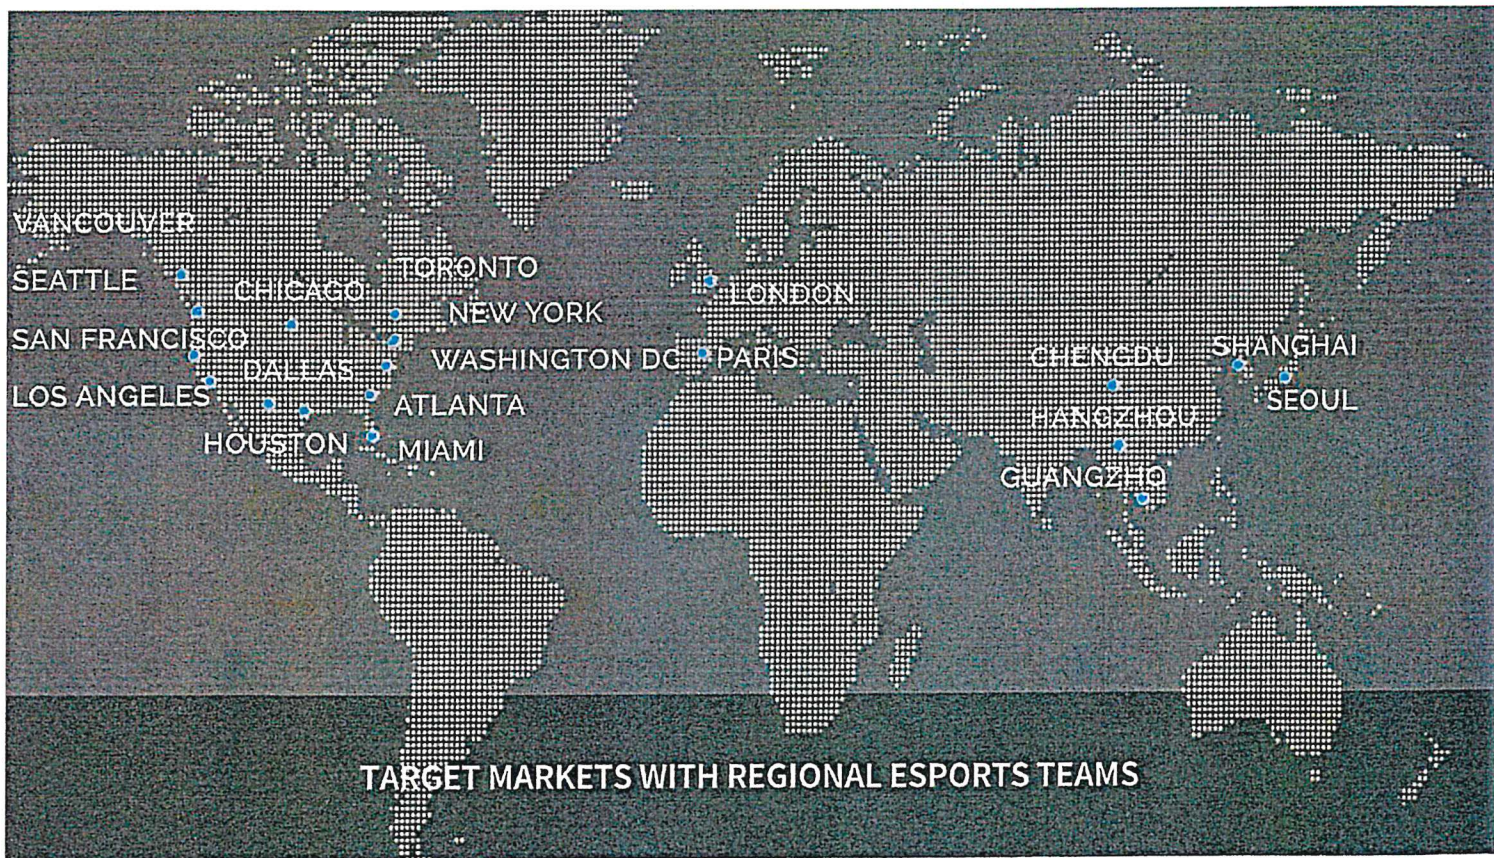 VANCOUVER
SEATTLE
SAN FRANCISCO
LOS ANGELES
CHICAGO
DALLAS
HOUSTON
TORONTO
NEW YORK
WASHINGTON DC
ATLANTA
MIAMI
LONDON
PARIS
CHENGDU
HANGZHOU
GUANGZHO
SHANGHAI
SEOUL
TARGET MARKETS WITH REGIONAL ESPORTS TEAMS